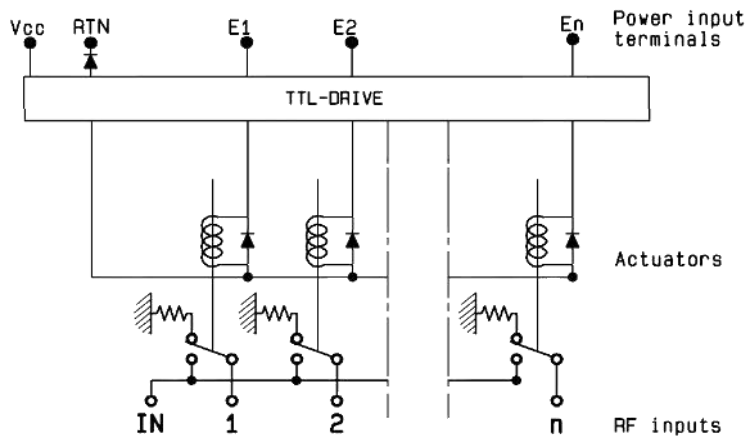 Vcc RTN E1 E2 En Power input
terminals
TTL-DRIVE
Actuators
IN 1 2 n RF inputs